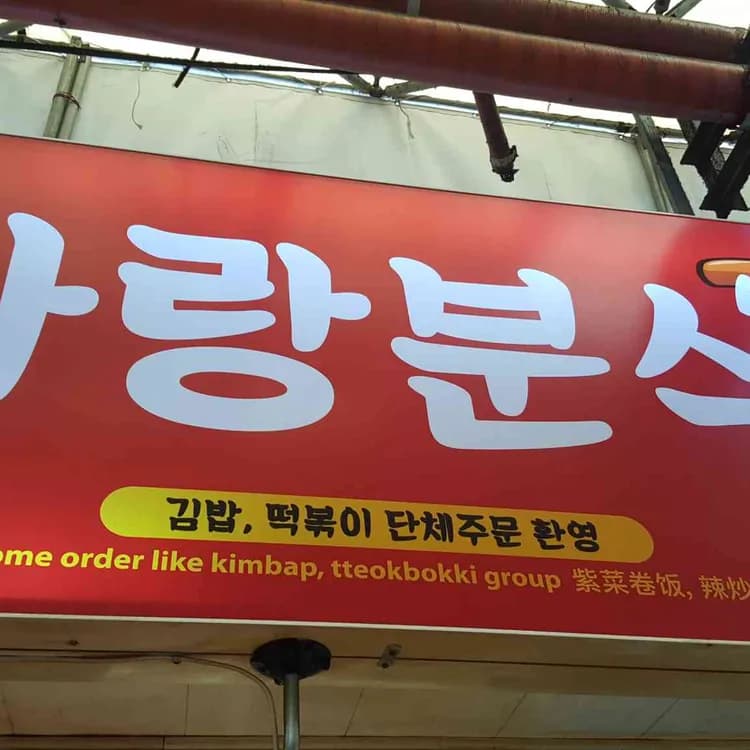 랑분
김밥, 떡볶이 단체주문 환영
ome order like kimbap, tteokbokki group 紫菜卷饭, 辣炒